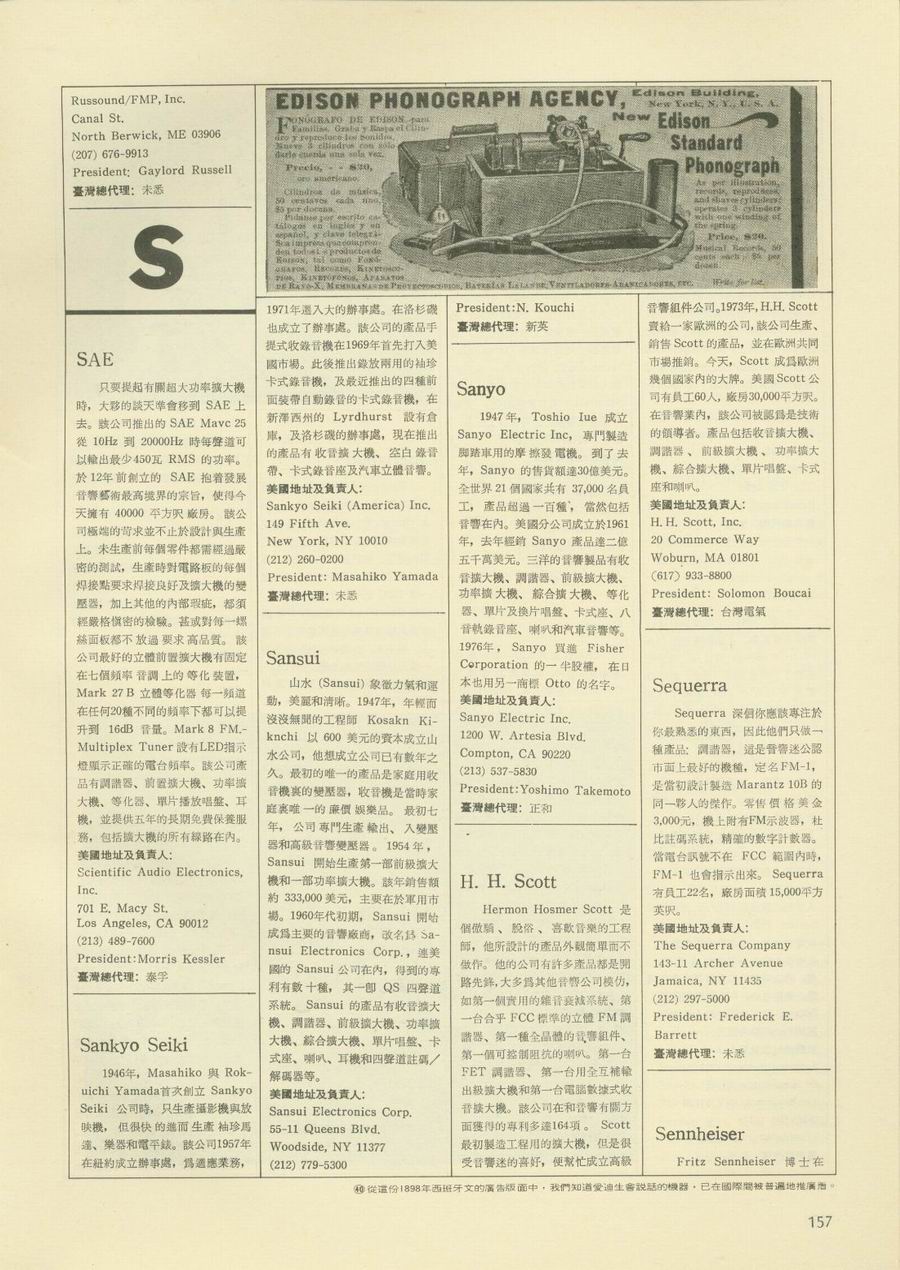 Russound/FMP, Inc.
Canal St.
North Berwick, ME 03906
(207) 676-9913
President: Gaylord Russell
臺灣總代理：未悉
S
EDISON PHONOGRAPH AGENCY,
Edison Building,
New York, N. Y., U. S. A.
FONÓGRAFO DE EDISON para
Familias. Graba y Raspa el Cilin-
dro y reproduce los Sonidos.
Mueve 3 cilindros con sólo
darle cuerda una sola vez.
Precio, - - $20,
oro americano.
Cilindros de música,
50 centavos cada uno,
$5 por docena.
Pídanse por escrito ca-
tálogos en inglés y en
español, y clave telegrá-
fica impresa que compren-
den todos los productos de
EDISON, tal como FONÓ-
GRAFOS, RECORDS, KINETOSCO-
PIOS, KINETÓFONOS, APARATOS
DE RAYO-X, MEMBRANAS DE PROYECTOSCOPIOS, BATERÍAS LALANDE, VENTILADORES-ABANICADORES, ETC.
New Edison
Standard
Phonograph
As per illustration,
records, reproduces,
and shaves cylinders;
operates 3 cylinders
with one winding of
the spring.
Price, $20.
Musical Records, 50
cents each; $5 per
dozen.
Write for list.
SAE
只要提起有關超大功率擴大機
時，大夥的談天準會移到 SAE 上
去。該公司推出的 SAE Mavc 25
從 10Hz 到 20000Hz 時每聲道可
以輸出最少450瓦 RMS 的功率。
於 12年前創立的 SAE 抱着發展
音響藝術最高境界的宗旨，使得今
天擁有 40000 平方呎 廠房。 該公
司極端的苛求並不止於設計與生產
上。未生產前每個零件都需經過嚴
密的測試，生產時對電路板的每個
焊接點要求焊接良好及擴大機的變
壓器，加上其他的內部瑕疵，都須
經嚴格愼密的檢驗。甚或對每一螺
絲面板都不 放過 要求 高品質。 該
公司最好的立體前置擴大機有固定
在七個頻率 音調 上的 等化 裝置，
Mark 27 B 立體等化器 每一頻道
在任何20種不同的頻率下都可以提
升到 16dB 音量。Mark 8 FM.-
Multiplex Tuner 設有LED指示
燈顯示正確的電台頻率。該公司產
品有調諧器、前置擴大機、功率擴
大機、等化器、單片播放唱盤、耳
機，並提供五年的長期免費保養服
務，包括擴大機的所有線路在內。
美國地址及負責人：
Scientific Audio Electronics,
Inc.
701 E. Macy St.
Los Angeles, CA 90012
(213) 489-7600
President:Morris Kessler
臺灣總代理：泰孚
Sankyo Seiki
1946年，Masahiko 與 Rok-
uichi Yamada首次創立 Sankyo
Seiki 公司時，只生產攝影機與放
映機， 但很快 的進而 生產 袖珍馬
達、樂器和電平錶。該公司1957年
在紐約成立辦事處，爲適應業務，
1971年遷入大的辦事處。在洛杉磯
也成立了辦事處。該公司的產品手
提式收錄音機在1969年首先打入美
國市場。此後推出錄放兩用的袖珍
卡式錄音機，及最近推出的四種前
面裝帶自動錄音的卡式錄音機，在
新澤西州的 Lyrdhurst 設有倉
庫，及洛杉磯的辦事處，現在推出
的產品有 收音擴 大機、 空白 錄音
帶、卡式錄音座及汽車立體音響。
美國地址及負責人：
Sankyo Seiki (America) Inc.
149 Fifth Ave.
New York, NY 10010
(212) 260-0200
President: Masahiko Yamada
臺灣總代理：未悉
Sansui
山水 (Sansui) 象徵力氣和運
動，美麗和清晰。1947年，年輕而
沒沒無聞的工程師 Kosakn Ki-
knchi 以 600 美元的資本成立山
水公司，他想成立公司已有數年之
久。最初的唯一的產品是家庭用收
音機裏的變壓器，收音機是當時家
庭裏唯 一的 廉價 娛樂品。 最初七
年， 公司 專門生產 輸出、 入變壓
器和高級音響變壓器 。 1954 年，
Sansui 開始生產第一部前級擴大
機和一部功率擴大機。該年銷售額
約 333,000 美元，主要在於軍用市
場。1960年代初期， Sansui 開始
成爲主要的音響廠商，改名爲 Sa-
nsui Electronics Corp.，連美
國的 Sansui 公司在內，得到的專
利有數十種， 其一卽 QS 四聲道
系統。 Sansui 的產品有收音擴大
機、調諧器、前級擴大機、功率擴
大機、綜合擴大機、單片唱盤、卡
式座、喇叭、耳機和四聲道註碼／
解碼器等。
美國地址及負責人：
Sansui Electronics Corp.
55-11 Queens Blvd.
Woodside, NY 11377
(212) 779-5300
President:N. Kouchi
臺灣總代理：新英
Sanyo
1947 年， Toshio Iue 成立
Sanyo Electric Inc， 專門製造
脚踏車用的 摩擦發 電機。 到了 去
年，Sanyo 的售貨額達30億美元。
全世界 21 個國家共有 37,000 名員
工， 產品超過 一百種， 當然包括
音響在內。美國分公司成立於1961
年，去年經銷 Sanyo 產品達二億
五千萬美元。三洋的音響製品有收
音擴大機、調諧器、前級擴大機、
功率擴 大機、 綜合擴 大機、 等化
器、單片及換片唱盤、卡式座、八
音軌錄音座、喇叭和汽車音響等。
1976年， Sanyo 買進 Fisher
Corporation 的一 半股權， 在日
本也用另一商標 Otto 的名字。
美國地址及負責人：
Sanyo Electric Inc.
1200 W. Artesia Blvd.
Compton, CA 90220
(213) 537-5830
President:Yoshimo Takemoto
臺灣總代理：正和
H. H. Scott
Hermon Hosmer Scott 是
個傲驕 、 脫俗 、 喜歡音樂的工程
師，他所設計的產品外觀簡單而不
做作。他的公司有許多產品都是開
路先鋒，大多爲其他音響公司模仿，
如第一個實用的雜音衰減系統、第
一台合乎 FCC 標準的立體 FM 調
諧器、第一種全晶體的音響組件、
第一個可控制阻抗的喇叭。第一台
FET 調諧器、 第一台用全互補輸
出級擴大機和第一台電腦數據式收
音擴大機。該公司在和音響有關方
面獲得的專利多達164項 。 Scott
最初製造工程用的擴大機，但是很
受音響迷的喜好，便幫忙成立高級
音響組件公司。1973年，H.H. Scott
賣給一家歐洲的公司，該公司生產、
銷售 Scott 的產品，並在歐洲共同
市場推銷。今天，Scott 成爲歐洲
幾個國家內的大牌。美國 Scott 公
司有員工60人，廠房30,000平方呎。
在音響業內，該公司被認爲是技術
的領導者。產品包括收音擴大機、
調諧器 、 前級擴大機 、 功率擴大
機、綜合擴大機、單片唱盤、卡式
座和喇叭。
美國地址及負責人：
H. H. Scott, Inc.
20 Commerce Way
Woburn, MA 01801
(617) 933-8800
President: Solomon Boucai
臺灣總代理：台灣電氣
Sequerra
Sequerra 深個你應該專注於
你最熟悉的東西，因此他們只做一
種產品：調諧器，這是音響迷公認
市面上最好的機種，定名 FM-1，
是當初設計製造 Marantz 10B 的
同一夥人的傑作。零售 價 格 美 金
3,000元，機上附有FM示波器，杜
比註碼系統，精確的數字計數器。
當電台訊號不在 FCC 範圍內時，
FM-1 也會指示出來。 Sequerra
有員工22名，廠房面積 15,000平方
英呎。
美國地址及負責人：
The Sequerra Company
143-11 Archer Avenue
Jamaica, NY 11435
(212) 297-5000
President: Frederick E.
Barrett
臺灣總代理：未悉
Sennheiser
Fritz Sennheiser 博 士 在
㊵從這份1898年西班牙文的廣告版面中，我們知道愛迪生會説話的機器，已在國際間被普遍地推廣着。
157